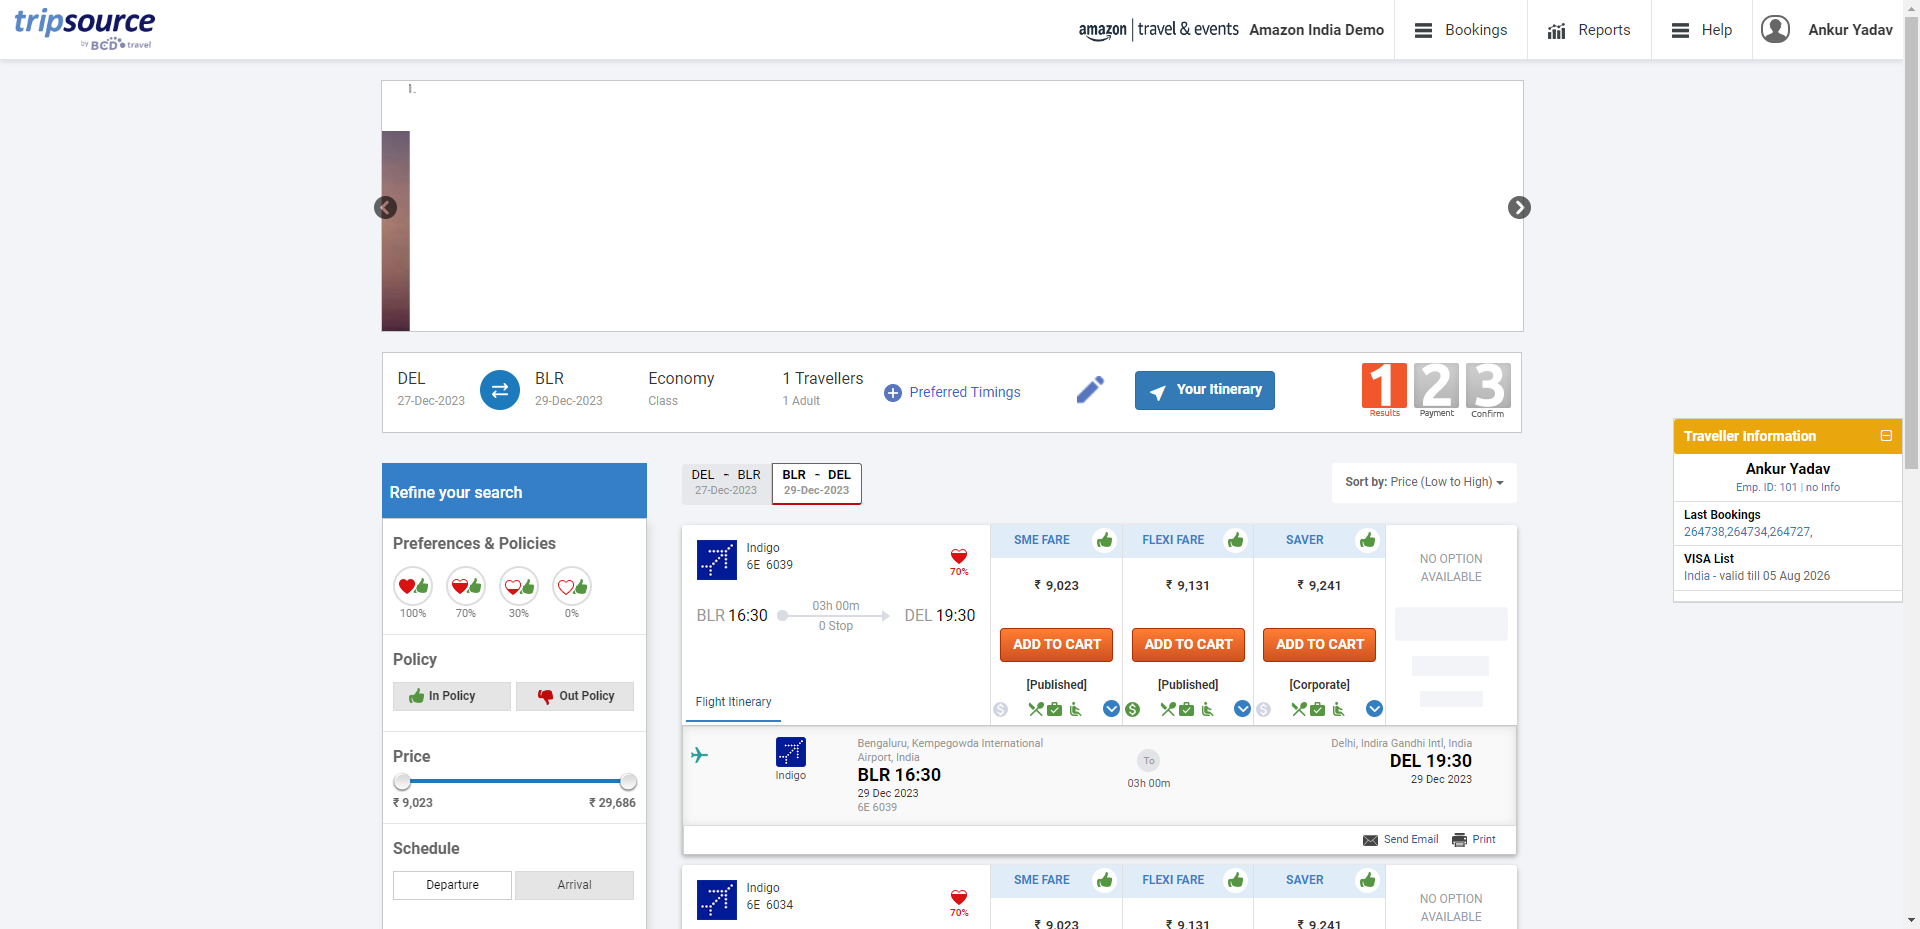 tripsource
by BCD travel
amazon | travel & events Amazon India Demo
Bookings
Reports
Help
Ankur Yadav
1.
DEL
27-Dec-2023
BLR
29-Dec-2023
Economy
Class
1 Travellers
1 Adult
Preferred Timings
Your Itinerary
1 2 3
Results Payment Confirm
Traveller Information
Ankur Yadav
Emp. ID: 101 | no Info
Last Bookings
264738,264734,264727,
VISA List
India - valid till 05 Aug 2026
Refine your search
Preferences & Policies
100% 70% 30% 0%
Policy
In Policy Out Policy
Price
₹ 9,023 ₹ 29,686
Schedule
Departure Arrival
DEL - BLR
27-Dec-2023
BLR - DEL
29-Dec-2023
Sort by: Price (Low to High)
Indigo
6E 6039
70%
BLR 16:30
03h 00m
0 Stop
DEL 19:30
Flight Itinerary
SME FARE FLEXI FARE SAVER
₹ 9,023 ₹ 9,131 ₹ 9,241
ADD TO CART ADD TO CART ADD TO CART
[Published] [Published] [Corporate]
NO OPTION
AVAILABLE
Indigo
Bengaluru, Kempegowda International
Airport, India
BLR 16:30
29 Dec 2023
6E 6039
To
03h 00m
Delhi, Indira Gandhi Intl, India
DEL 19:30
29 Dec 2023
Send Email Print
Indigo
6E 6034
70%
SME FARE FLEXI FARE SAVER
₹ 9,023 ₹ 9,131 ₹ 9,241
NO OPTION
AVAILABLE